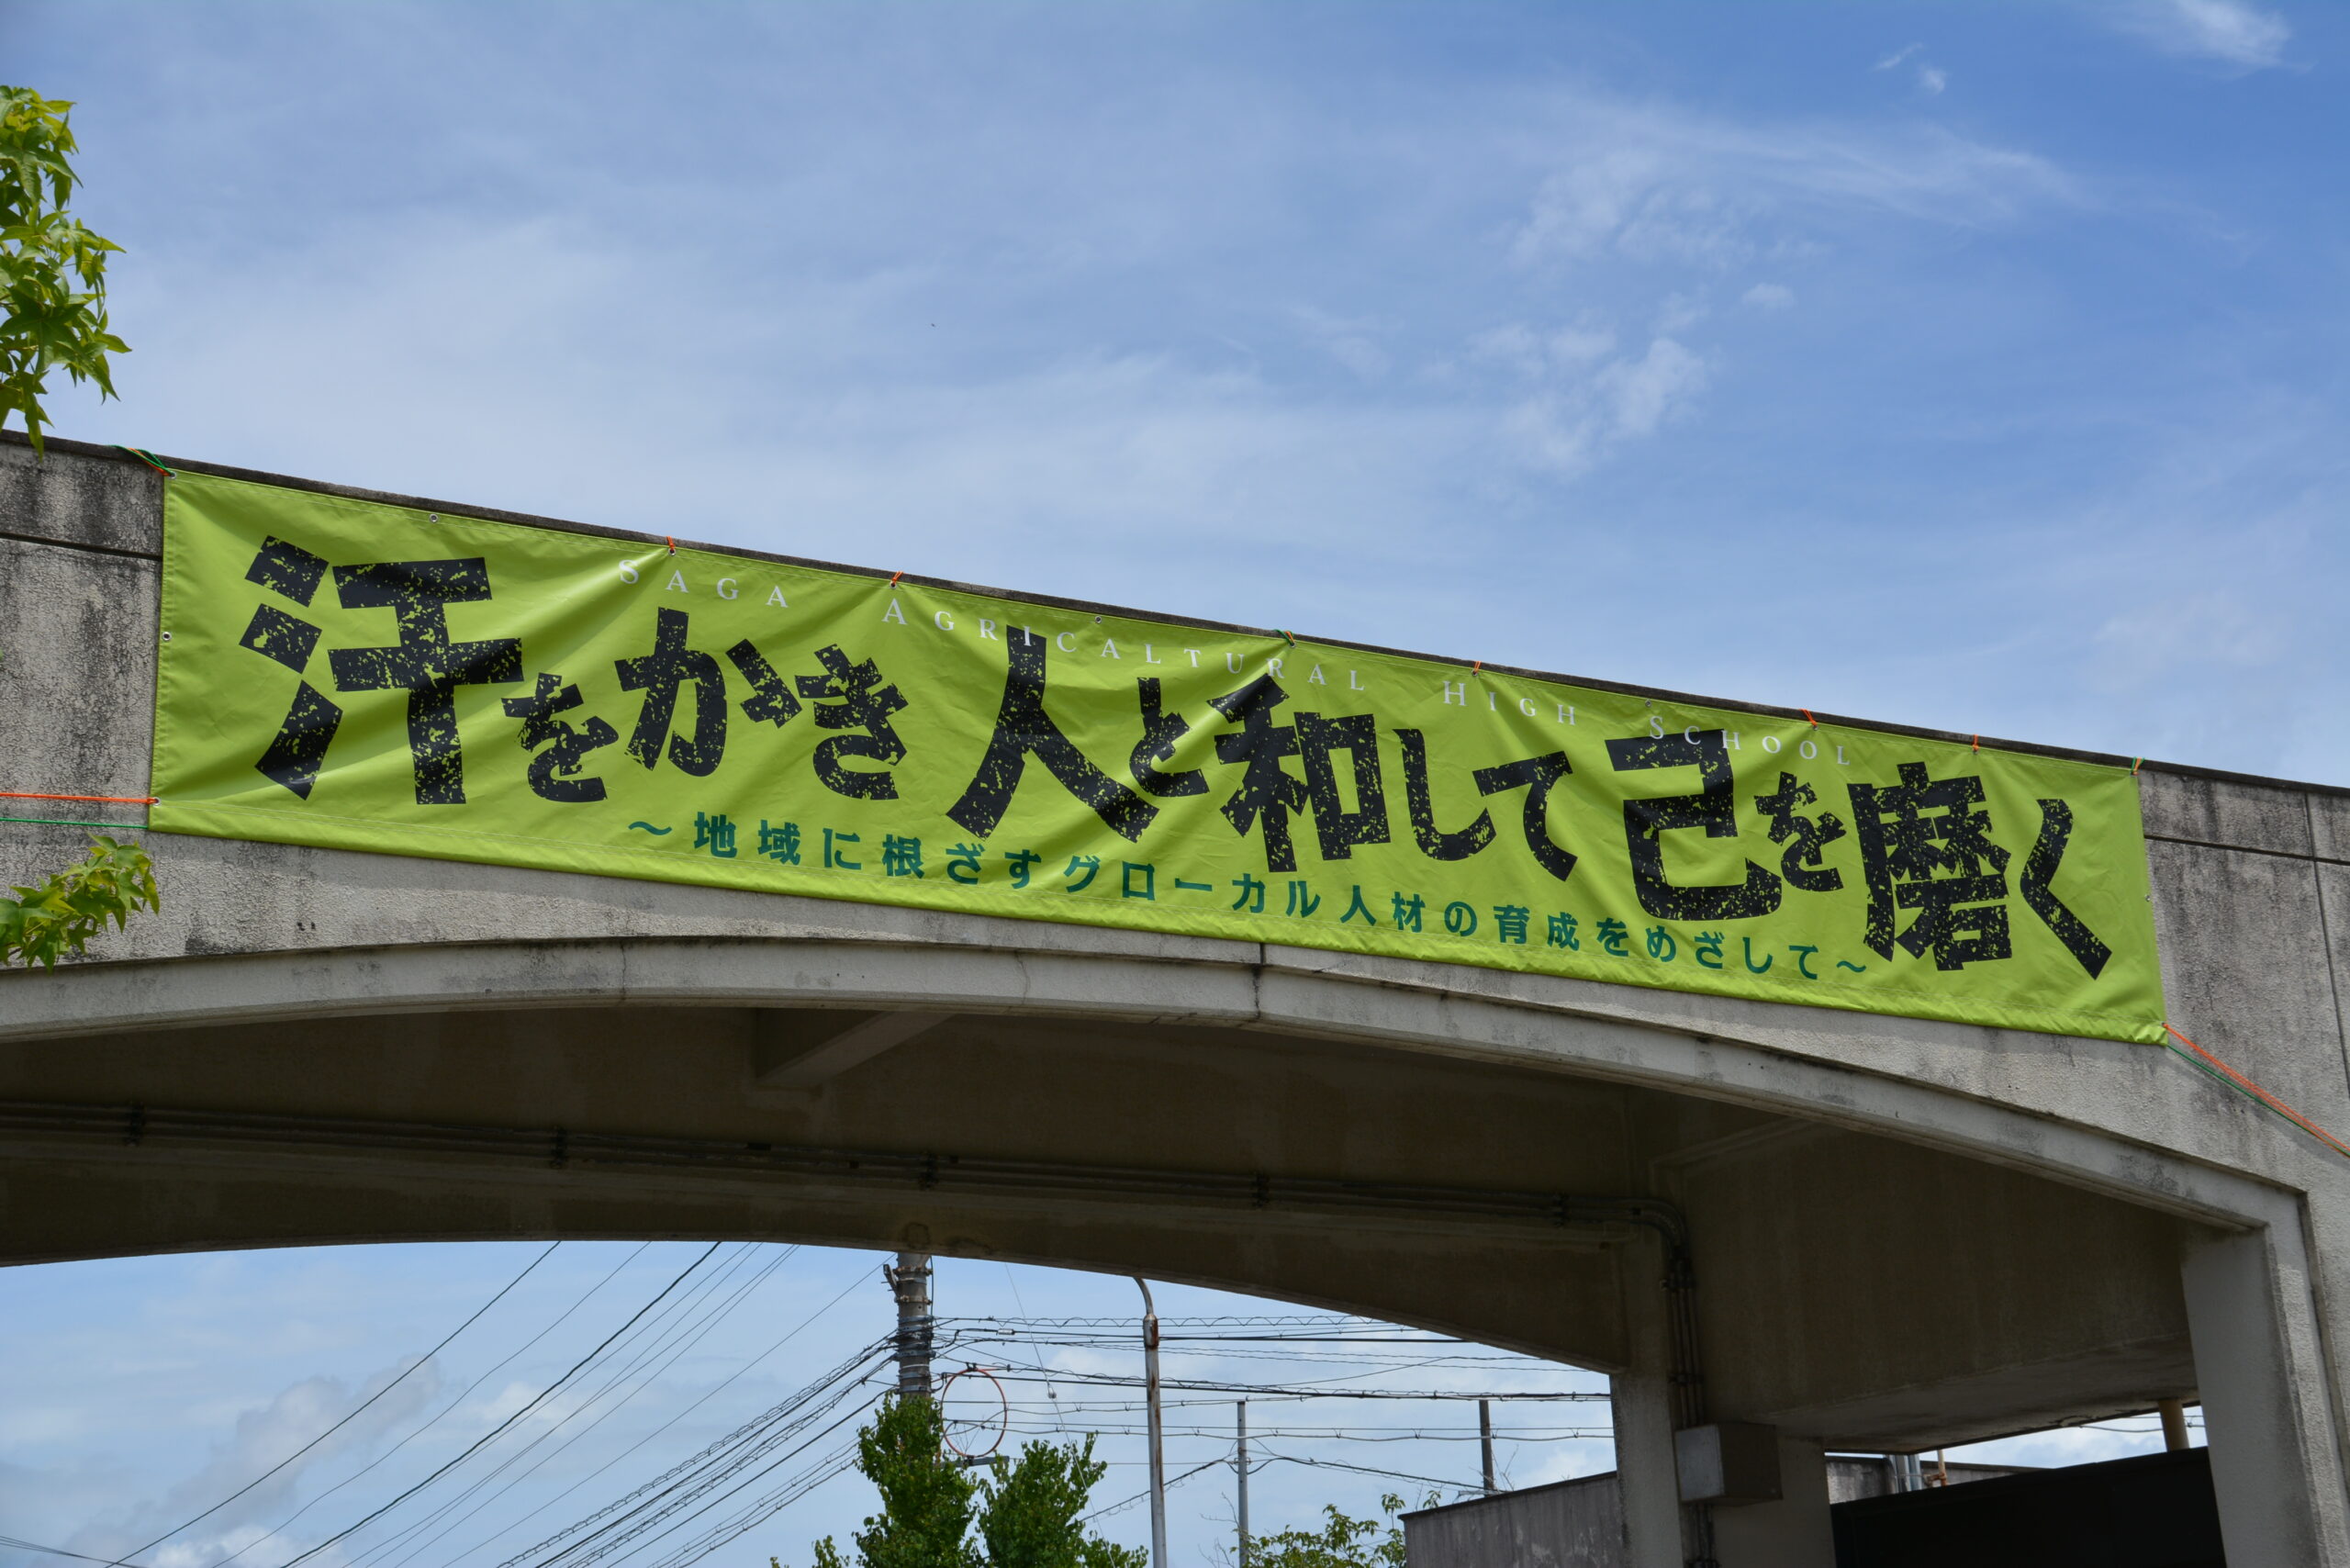 SAGA AGRICALTURAL HIGH SCHOOL
汗をかき人と和して己を磨く
～地域に根ざすグローカル人材の育成をめざして～